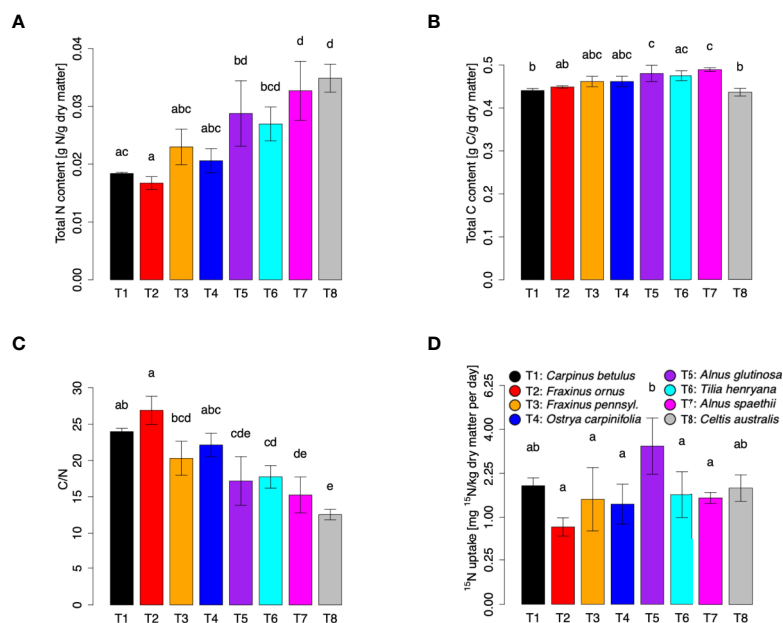 A
Total N content [g N/g dry matter]
0.04
0.03
0.02
0.01
0.00
ac
a
abc
abc
bd
bcd
d
d
T1 T2 T3 T4 T5 T6 T7 T8
B
Total C content [g C/g dry matter]
0.5
0.4
0.3
0.2
0.1
0.0
b
ab
abc
abc
c
ac
c
b
T1 T2 T3 T4 T5 T6 T7 T8
C
C/N
30
25
20
15
10
5
0
ab
a
bcd
abc
cde
cd
de
e
T1 T2 T3 T4 T5 T6 T7 T8
D
¹⁵N uptake [mg ¹⁵N/kg dry matter per day]
6.25
4.00
2.25
1.00
0.25
0.00
T1: Carpinus betulus
T2: Fraxinus ornus
T3: Fraxinus pennsyl.
T4: Ostrya carpinifolia
T5: Alnus glutinosa
T6: Tilia henryana
T7: Alnus spaethii
T8: Celtis australis
ab
a
a
a
b
a
a
ab
T1 T2 T3 T4 T5 T6 T7 T8